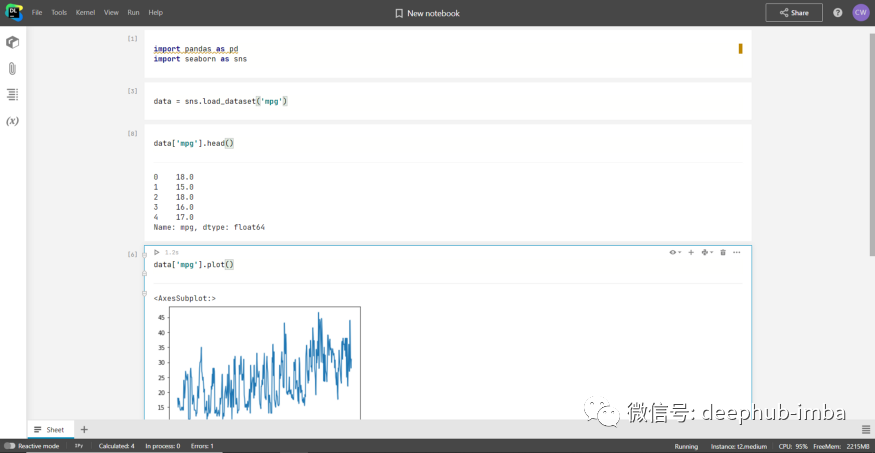 DL
File Tools Kernel View Run Help
New notebook
Share
CW
[1]
import pandas as pd
import seaborn as sns
[3]
data = sns.load_dataset('mpg')
[8]
data['mpg'].head()
0 18.0
1 15.0
2 18.0
3 16.0
4 17.0
Name: mpg, dtype: float64
[6]
1.3s
data['mpg'].plot()
<AxesSubplot:>
45
40
35
30
25
20
15
微信号: deephub-imba
Sheet
Reactive mode IPy Calculated: 4 In process: 0 Errors: 1 Running Instance: t2.medium CPU: 95% FreeMem: 2215MB